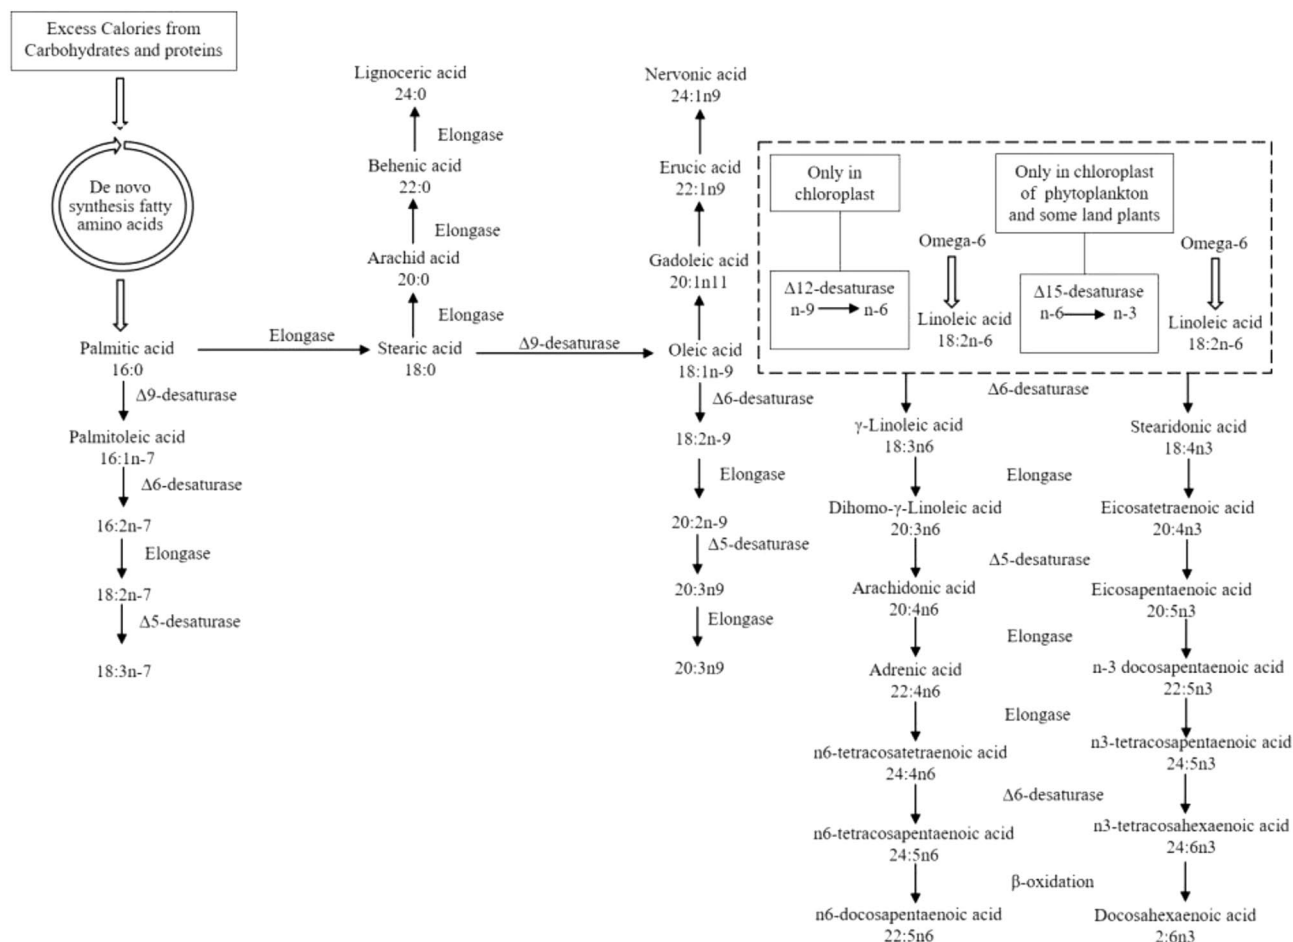 Excess Calories from
Carbohydrates and proteins
De novo
synthesis fatty
amino acids
Palmitic acid
16:0
Δ9-desaturase
Palmitoleic acid
16:1n-7
Δ6-desaturase
16:2n-7
Elongase
18:2n-7
Δ5-desaturase
18:3n-7
Elongase
Lignoceric acid
24:0
Elongase
Behenic acid
22:0
Elongase
Arachid acid
20:0
Elongase
Stearic acid
18:0
Δ9-desaturase
Nervonic acid
24:1n9
Erucic acid
22:1n9
Gadoleic acid
20:1n11
Oleic acid
18:1n-9
Δ6-desaturase
18:2n-9
Elongase
20:2n-9
Δ5-desaturase
20:3n9
Elongase
20:3n9
Only in
chloroplast
Δ12-desaturase
n-9 n-6
Omega-6
Linoleic acid
18:2n-6
Only in chloroplast
of phytoplankton
and some land plants
Δ15-desaturase
n-6 n-3
Omega-6
Linoleic acid
18:2n-6
Δ6-desaturase
γ-Linoleic acid
18:3n6
Stearidonic acid
18:4n3
Elongase
Dihomo-γ-Linoleic acid
20:3n6
Eicosatetraenoic acid
20:4n3
Δ5-desaturase
Arachidonic acid
20:4n6
Eicosapentaenoic acid
20:5n3
Elongase
Adrenic acid
22:4n6
n-3 docosapentaenoic acid
22:5n3
Elongase
n6-tetracosatetraenoic acid
24:4n6
n3-tetracosapentaenoic acid
24:5n3
Δ6-desaturase
n6-tetracosapentaenoic acid
24:5n6
n3-tetracosahexaenoic acid
24:6n3
β-oxidation
n6-docosapentaenoic acid
22:5n6
Docosahexaenoic acid
2:6n3